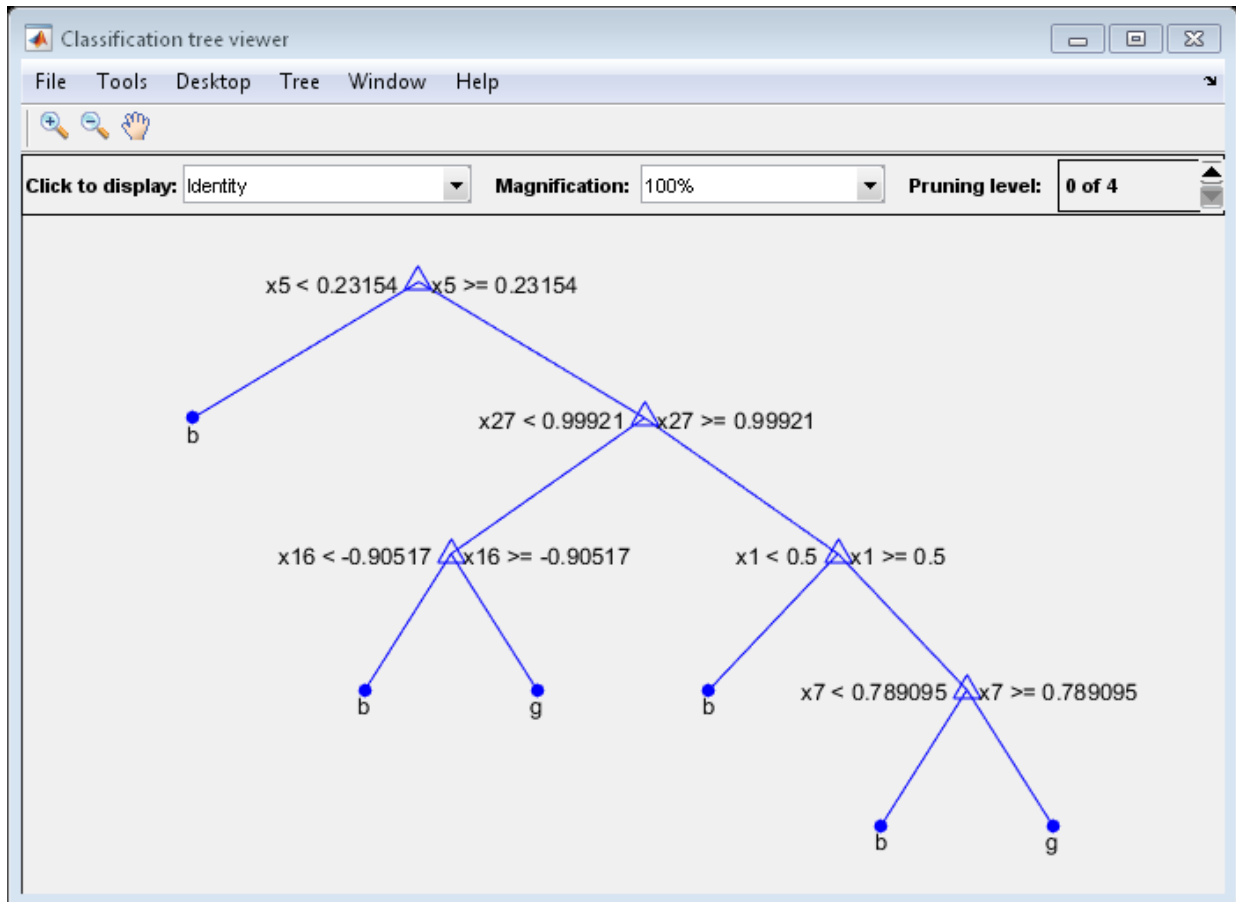 Classification tree viewer
File Tools Desktop Tree Window Help
Click to display: Identity Magnification: 100% Pruning level: 0 of 4
x5 < 0.23154 x5 >= 0.23154
b
x27 < 0.99921 x27 >= 0.99921
x16 < -0.90517 x16 >= -0.90517 x1 < 0.5 x1 >= 0.5
b g b x7 < 0.789095 x7 >= 0.789095
b g